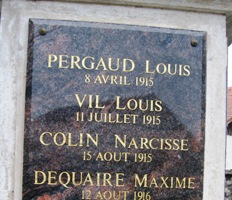 PERGAUD LOUIS
8 AVRIL 1915
VIL LOUIS
11 JUILLET 1915
COLIN NARCISSE
15 AOUT 1915
DEQUAIRE MAXIME
12 AOUT 1916